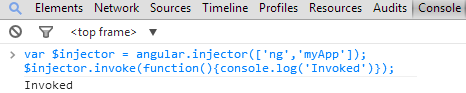 Elements Network Sources Timeline Profiles Resources Audits Console
<top frame>
var $injector = angular.injector(['ng','myApp']);
$injector.invoke(function(){console.log('Invoked')});
Invoked